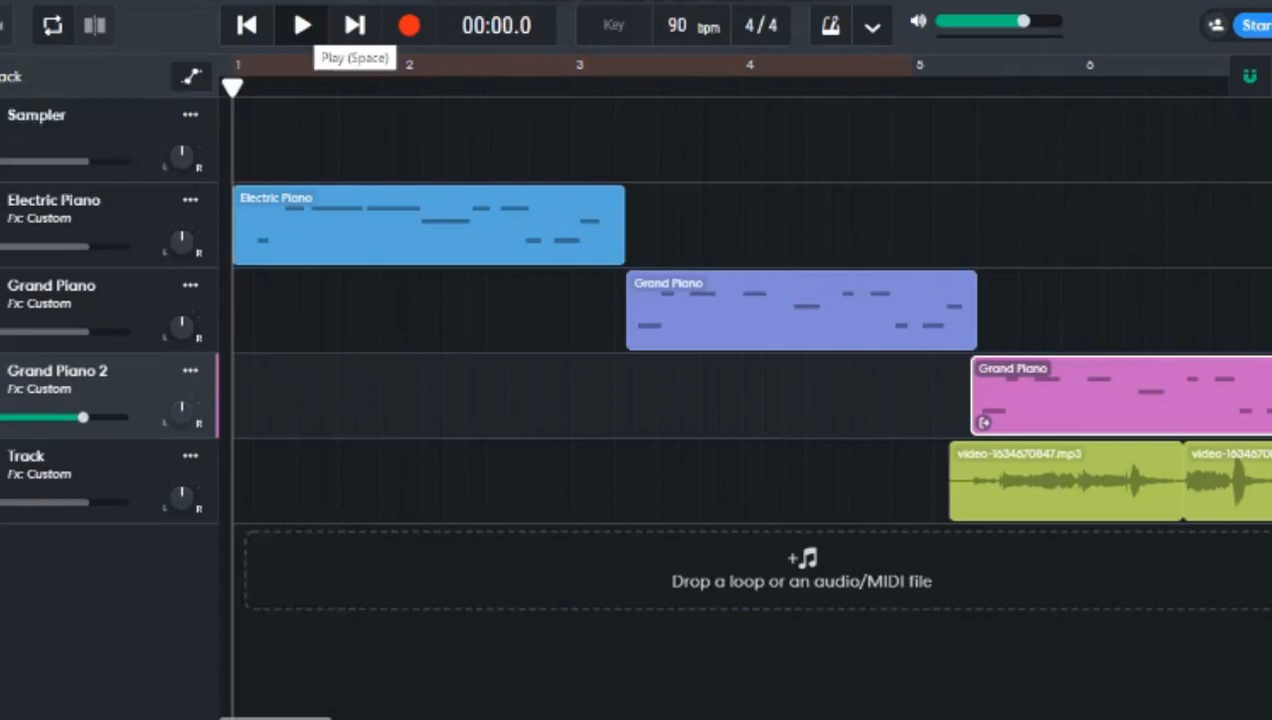 00:00.0
Key
90 bpm
4/4
Star
Play (Space)
1 2 3 4 5 6
ack
Sampler
L R
Electric Piano
Fx: Custom
L R
Electric Piano
Grand Piano
Fx: Custom
L R
Grand Piano
Grand Piano 2
Fx: Custom
L R
Grand Piano
Track
Fx: Custom
L R
video-1634670847.mp3
video-16346708
Drop a loop or an audio/MIDI file